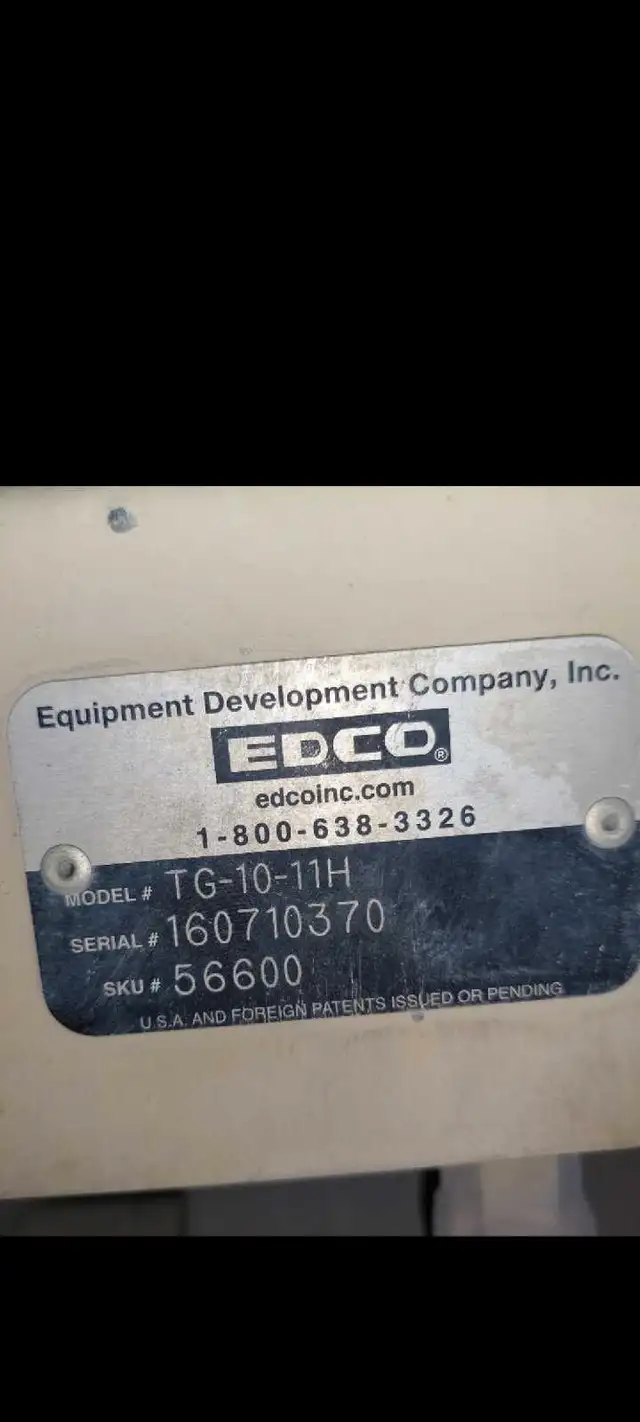 Equipment Development Company, Inc.
EDCO®
edcoinc.com
1-800-638-3326
MODEL # TG-10-11H
SERIAL # 160710370
SKU # 56600
U.S.A. AND FOREIGN PATENTS ISSUED OR PENDING